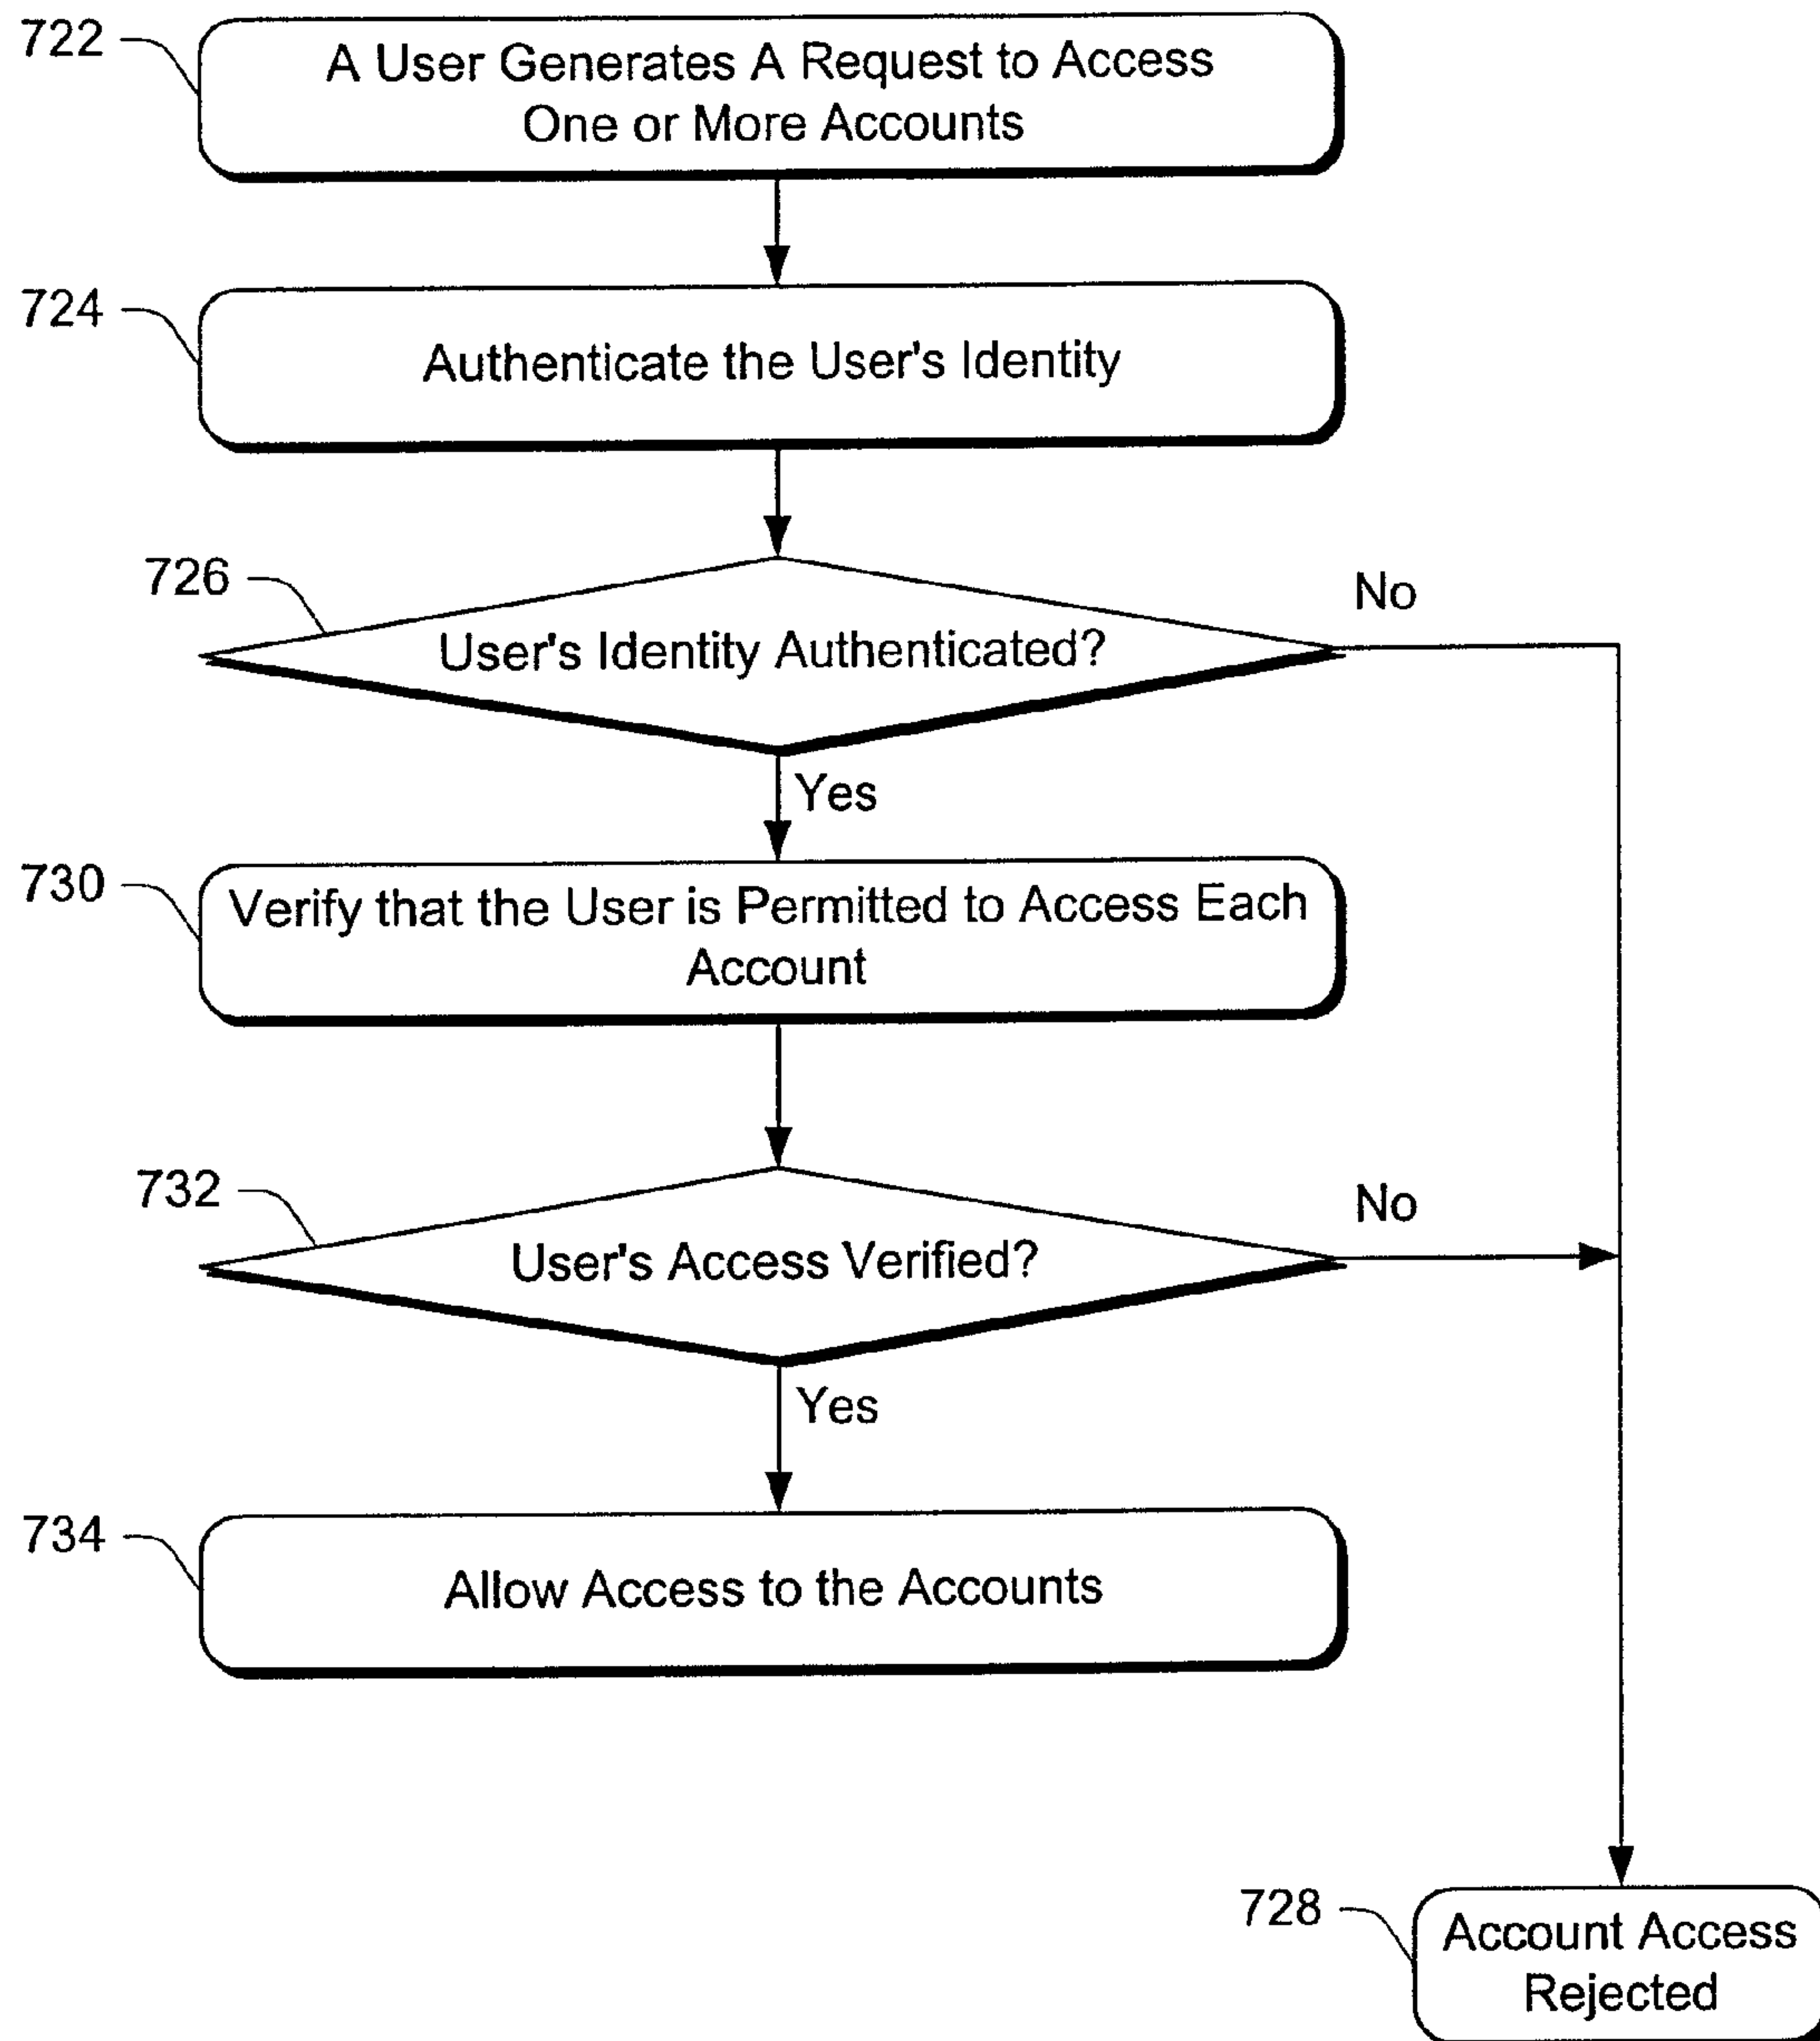 722
A User Generates A Request to Access
One or More Accounts
724
Authenticate the User's Identity
726
No
User's Identity Authenticated?
Yes
730
Verify that the User is Permitted to Access Each
Account
732
No
User's Access Verified?
Yes
734
Allow Access to the Accounts
728
Account Access
Rejected